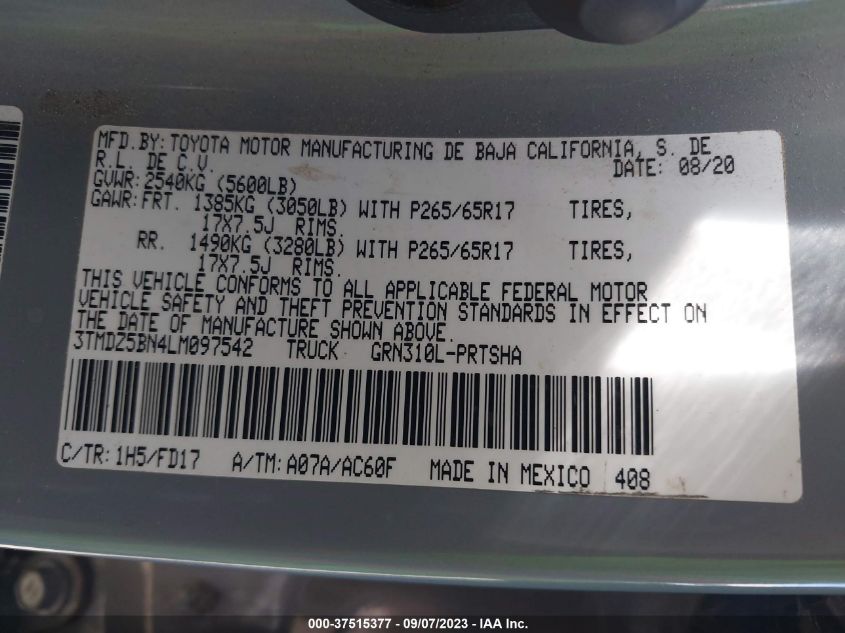 MFD.BY: TOYOTA MOTOR MANUFACTURING DE BAJA CALIFORNIA, S. DE
R.L. DE C.V. DATE: 08/20
GVWR: 2540KG (5600LB)
GAWR: FRT. 1385KG (3050LB) WITH P265/65R17 TIRES,
17X7.5J RIMS.
RR. 1490KG (3280LB) WITH P265/65R17 TIRES,
17X7.5J RIMS.
THIS VEHICLE CONFORMS TO ALL APPLICABLE FEDERAL MOTOR
VEHICLE SAFETY AND THEFT PREVENTION STANDARDS IN EFFECT ON
THE DATE OF MANUFACTURE SHOWN ABOVE.
3TMDZ5BN4LM097542 TRUCK GRN310L-PRTSHA
C/TR: 1H5/FD17 A/TM: A07A/AC60F MADE IN MEXICO 408
000-37515377 - 09/07/2023 - IAA Inc.